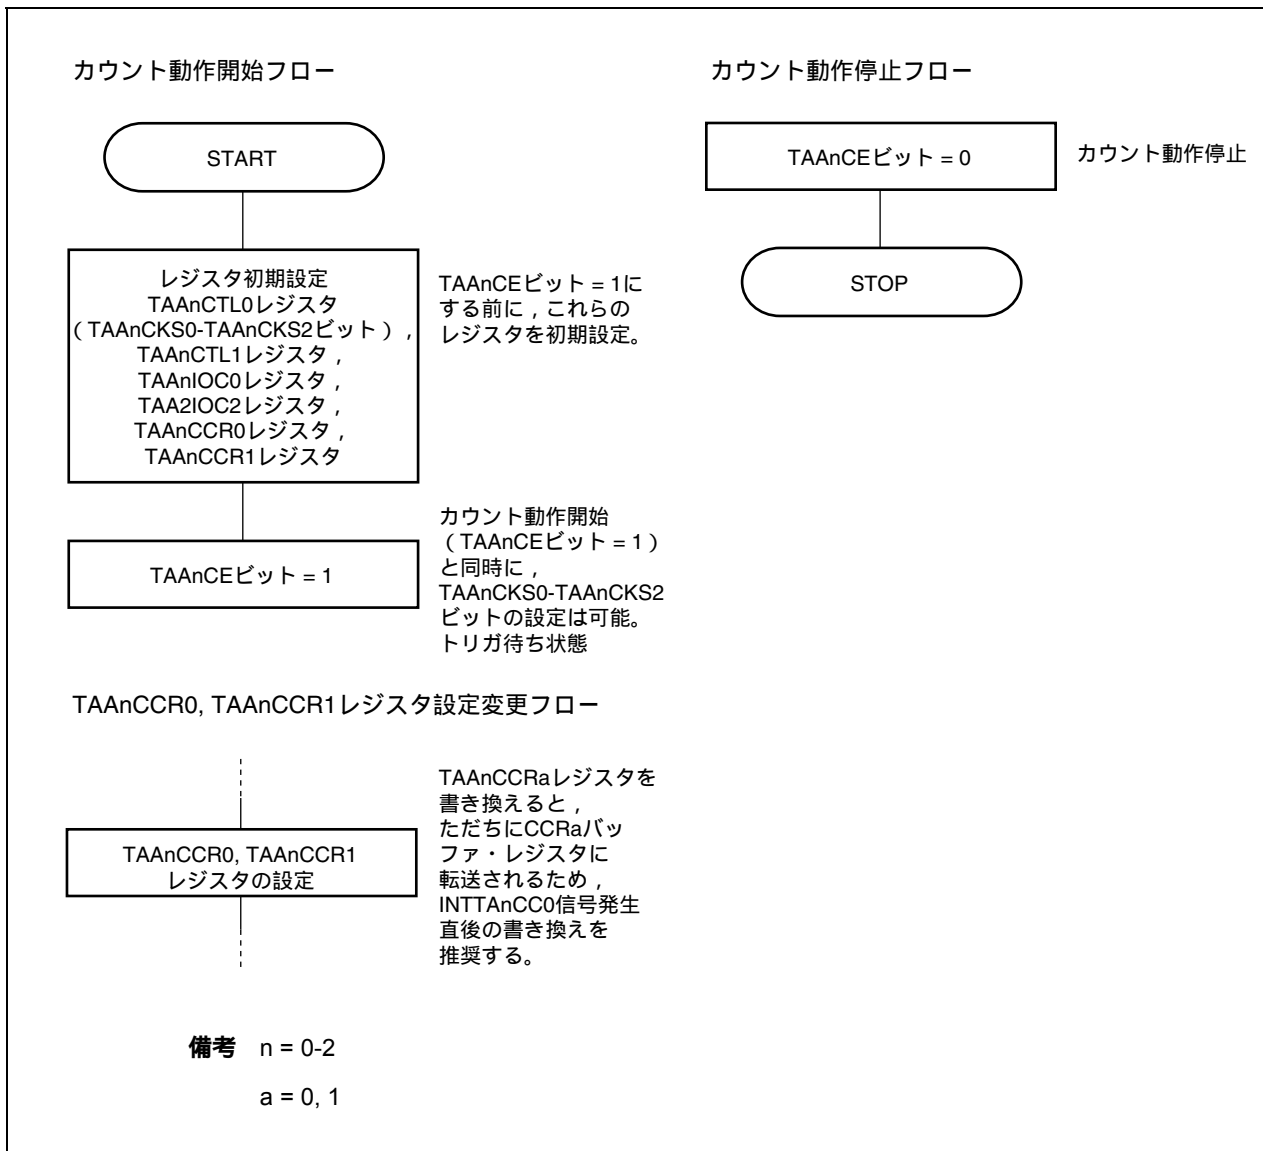 カウント動作開始フロー
START
レジスタ初期設定
TAAnCTL0レジスタ
（TAAnCKS0-TAAnCKS2ビット），
TAAnCTL1レジスタ，
TAAnIOC0レジスタ，
TAA2IOC2レジスタ，
TAAnCCR0レジスタ，
TAAnCCR1レジスタ
TAAnCEビット = 1に
する前に，これらの
レジスタを初期設定。
TAAnCEビット = 1
カウント動作開始
（TAAnCEビット = 1）
と同時に，
TAAnCKS0-TAAnCKS2
ビットの設定は可能。
トリガ待ち状態
カウント動作停止フロー
TAAnCEビット = 0
カウント動作停止
STOP
TAAnCCR0, TAAnCCR1レジスタ設定変更フロー
TAAnCCR0, TAAnCCR1
レジスタの設定
TAAnCCRaレジスタを
書き換えると，
ただちにCCRaバッ
ファ・レジスタに
転送されるため，
INTTAnCC0信号発生
直後の書き換えを
推奨する。
備考 n = 0-2
a = 0, 1